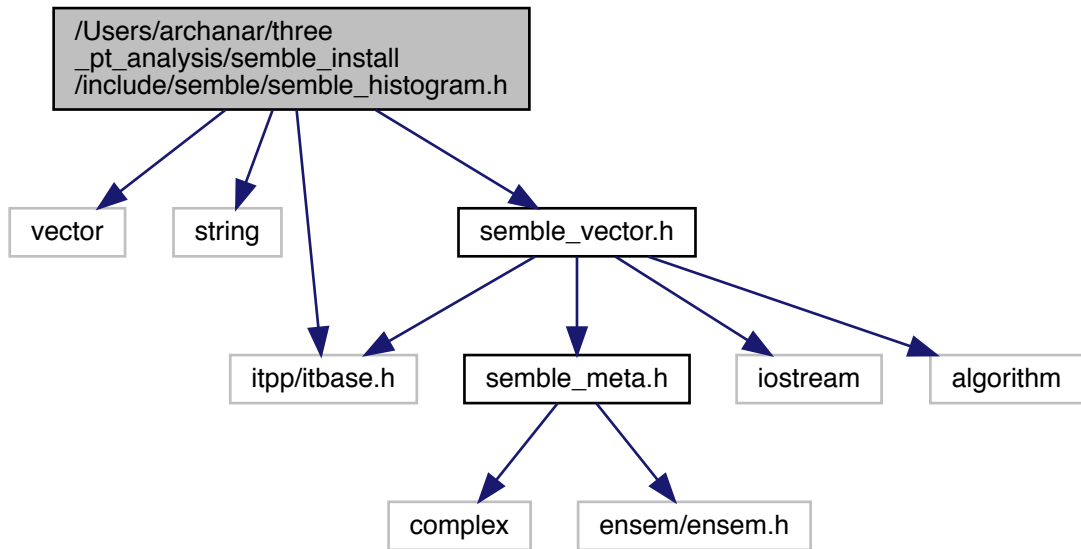 /Users/archanar/three
_pt_analysis/semble_install
/include/semble/semble_histogram.h
vector
string
semble_vector.h
itpp/itbase.h
semble_meta.h
iostream
algorithm
complex
ensem/ensem.h